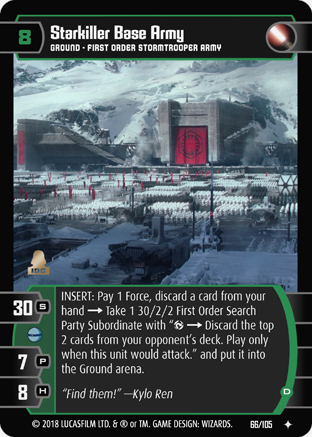 8
Starkiller Base Army
GROUND - FIRST ORDER STORMTROOPER ARMY
IDC
30 S
7 P
8 H
INSERT: Pay 1 Force, discard a card from your
hand → Take 1 30/2/2 First Order Search
Party Subordinate with “ → Discard the top
2 cards from your opponent’s deck. Play only
when this unit would attack.” and put it into
the Ground arena.
“Find them!” —Kylo Ren
D
© 2018 LUCASFILM LTD. & ® or TM. GAME DESIGN: WIZARDS.
66/105